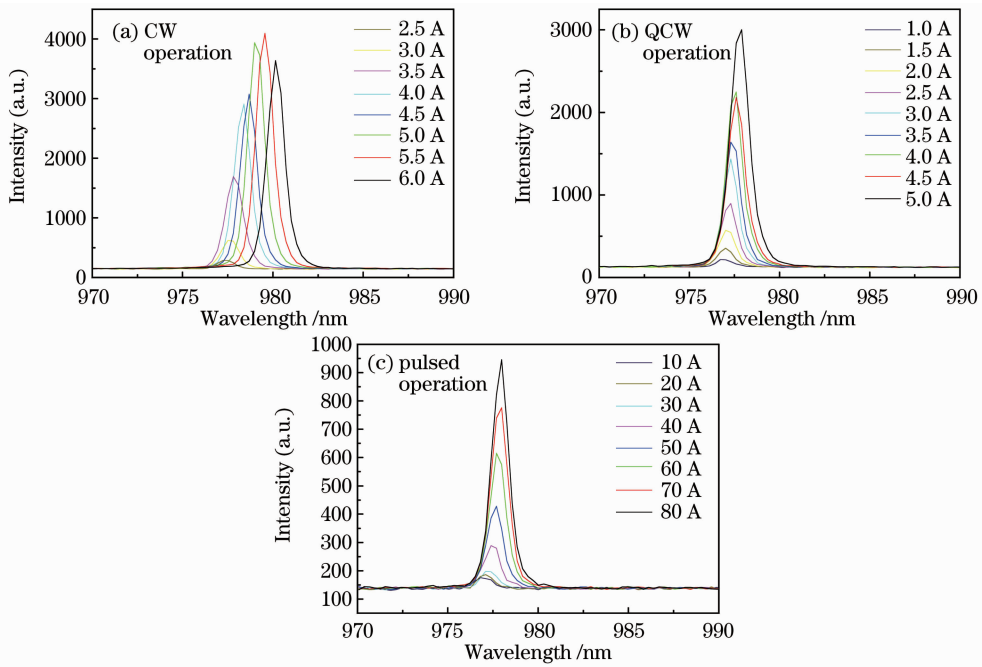 (a) CW
operation
2.5 A
3.0 A
3.5 A
4.0 A
4.5 A
5.0 A
5.5 A
6.0 A
4000
3000
2000
1000
0
Intensity (a.u.)
970
975
980
985
990
Wavelength /nm
(b) QCW
operation
1.0 A
1.5 A
2.0 A
2.5 A
3.0 A
3.5 A
4.0 A
4.5 A
5.0 A
3000
2000
1000
0
Intensity (a.u.)
970
975
980
985
990
Wavelength /nm
(c) pulsed
operation
10 A
20 A
30 A
40 A
50 A
60 A
70 A
80 A
1000
900
800
700
600
500
400
300
200
100
Intensity (a.u.)
970
975
980
985
990
Wavelength /nm